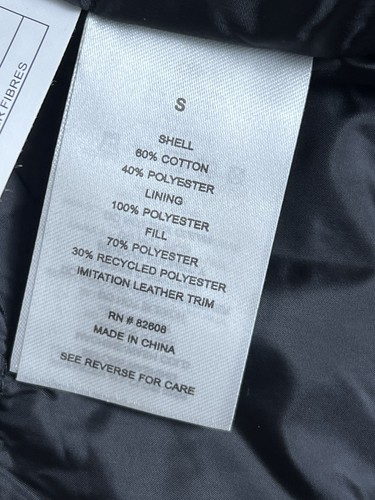 S
SHELL
60% COTTON
40% POLYESTER
LINING
100% POLYESTER
FILL
70% POLYESTER
30% RECYCLED POLYESTER
IMITATION LEATHER TRIM
RN # 82608
MADE IN CHINA
SEE REVERSE FOR CARE
FIBRES